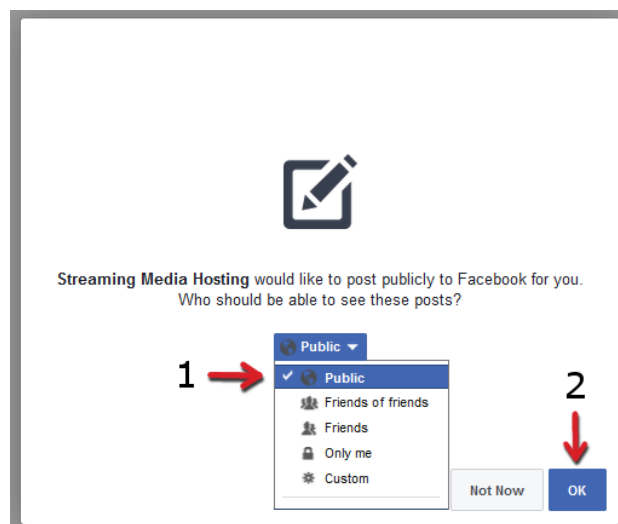 Streaming Media Hosting would like to post publicly to Facebook for you.
Who should be able to see these posts?
Public
1
Public
Friends of friends
Friends
Only me
Custom
2
Not Now
OK